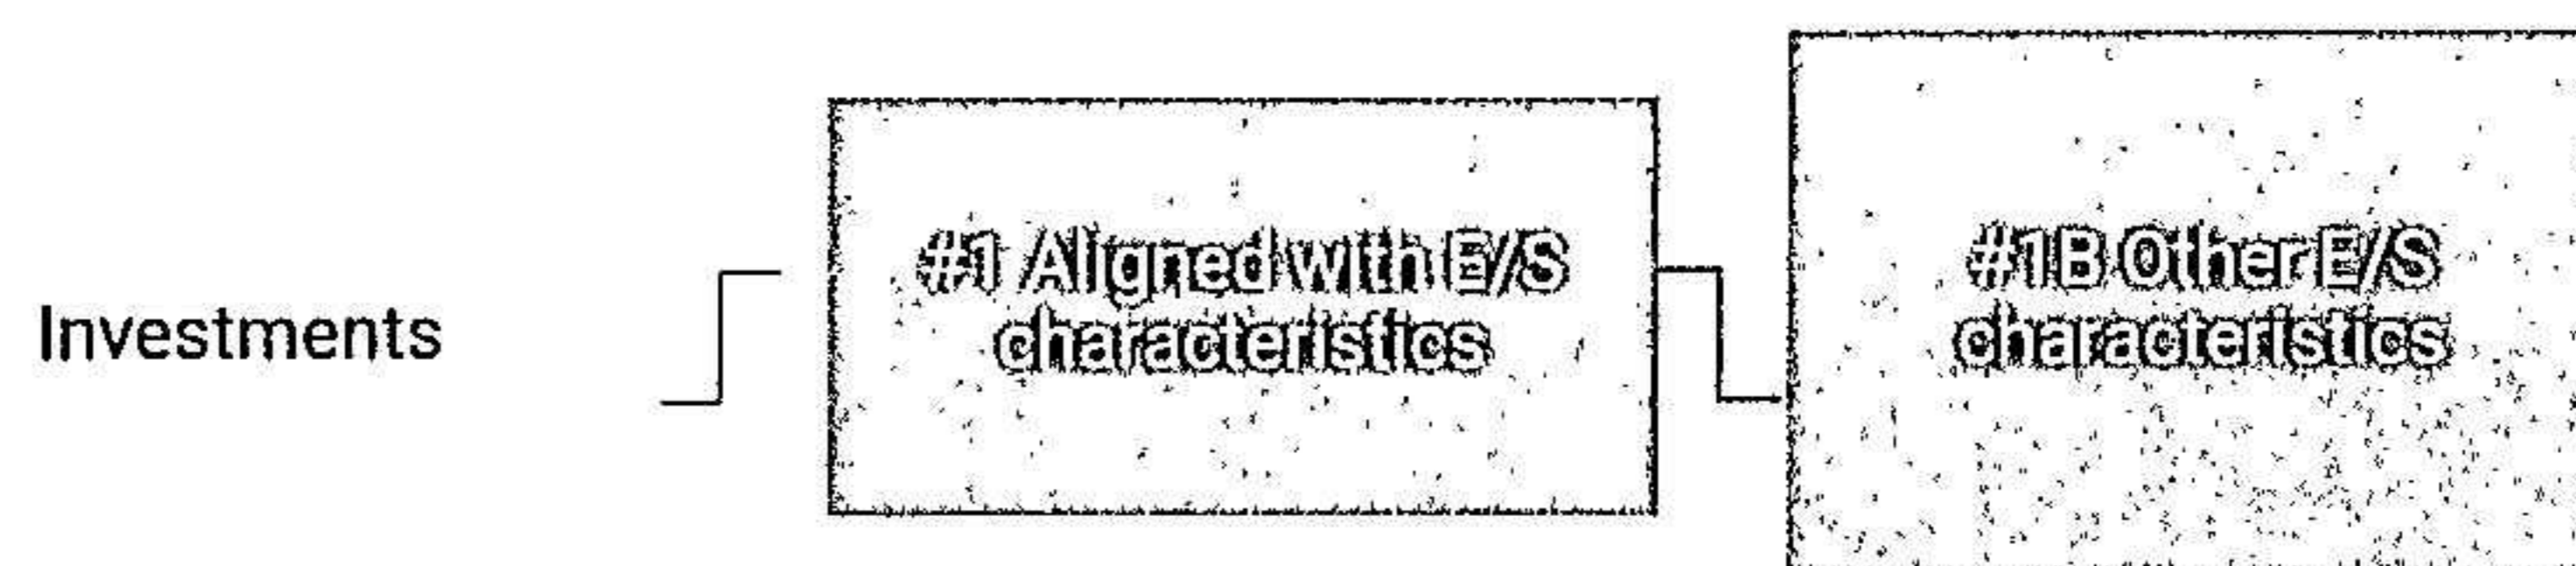 Investments
#1 Aligned with E/S
characteristics
#1B Other E/S
characteristics